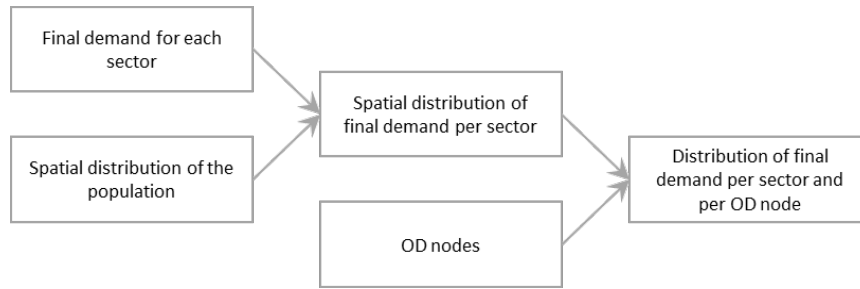 Final demand for each
sector
Spatial distribution of the
population
Spatial distribution of
final demand per sector
OD nodes
Distribution of final
demand per sector and
per OD node